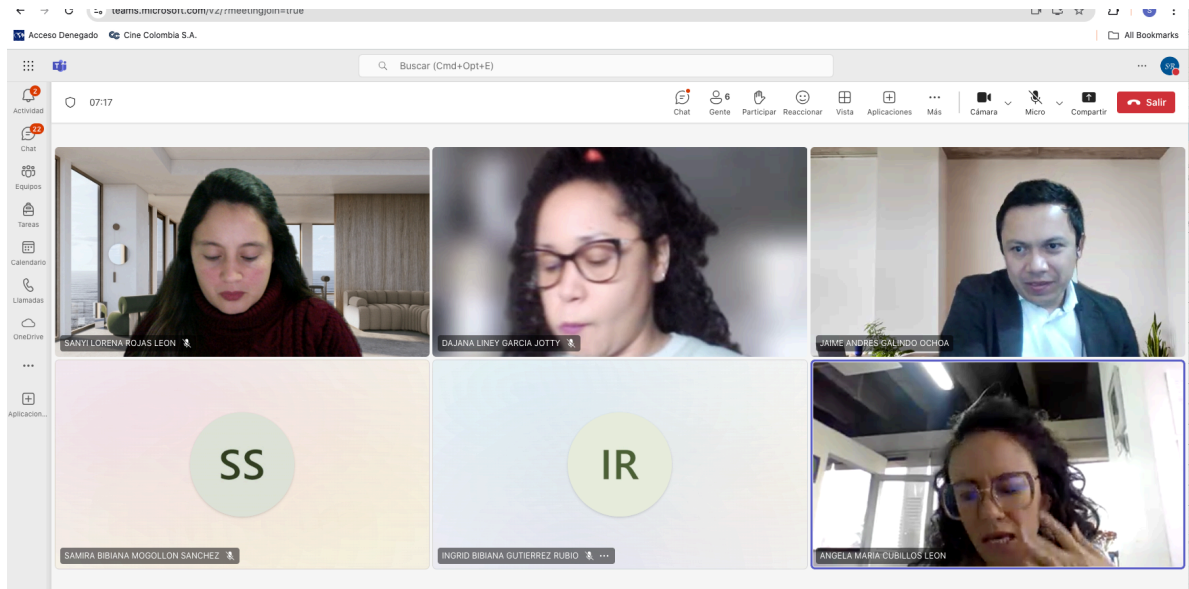 teams.microsoft.com/v2/?meetingjoin=true
Acceso Denegado
Cine Colombia S.A.
All Bookmarks
Buscar (Cmd+Opt+E)
SR
2
Actividad
22
Chat
Equipos
Tareas
Calendario
Llamadas
OneDrive
Aplicacion...
07:17
Chat
6
Gente
Participar
Reaccionar
Vista
Aplicaciones
Más
Cámara
Micro
Compartir
Salir
SANYI LORENA ROJAS LEON
DAJANA LINEY GARCIA JOTTY
JAIME ANDRES GALINDO OCHOA
SS
SAMIRA BIBIANA MOGOLLON SANCHEZ
IR
INGRID BIBIANA GUTIERREZ RUBIO
ANGELA MARIA CUBILLOS LEON